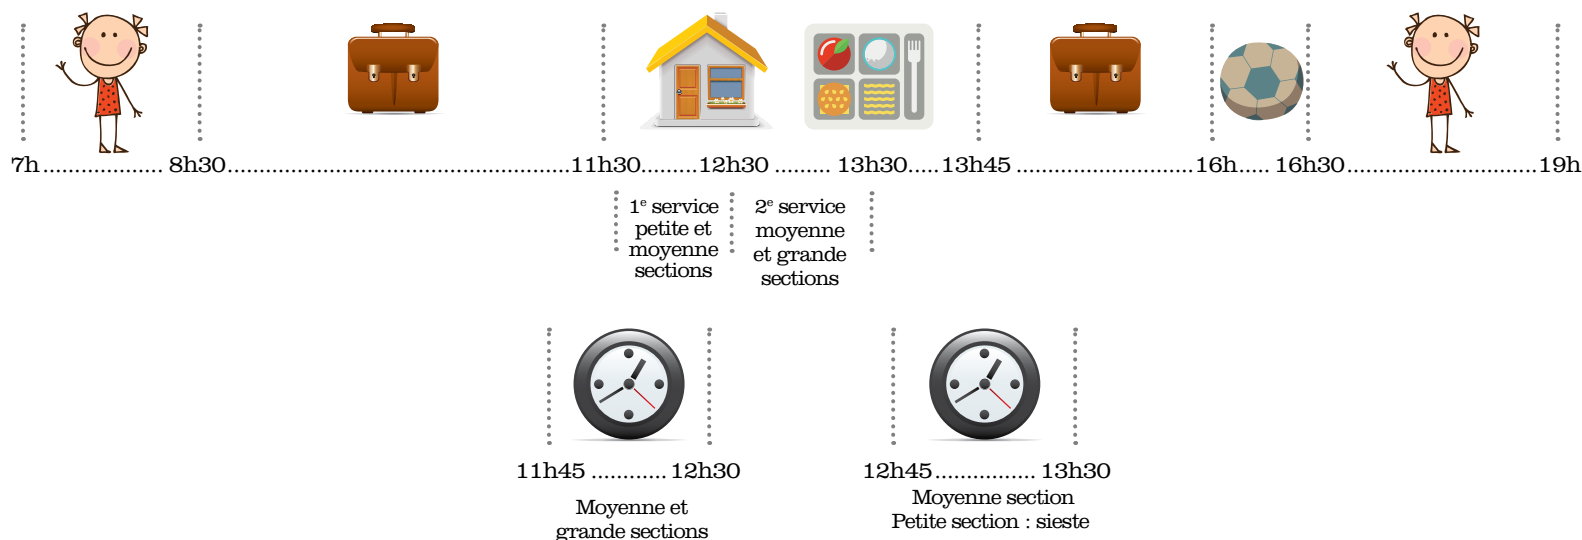 7h.................. 8h30......................................................11h30.........12h30 ......... 13h30.....13h45 ............................16h..... 16h30..............................19h
1e service
petite et
moyenne
sections
2e service
moyenne
et grande
sections
11h45 ............ 12h30
Moyenne et
grande sections
12h45................ 13h30
Moyenne section
Petite section : sieste